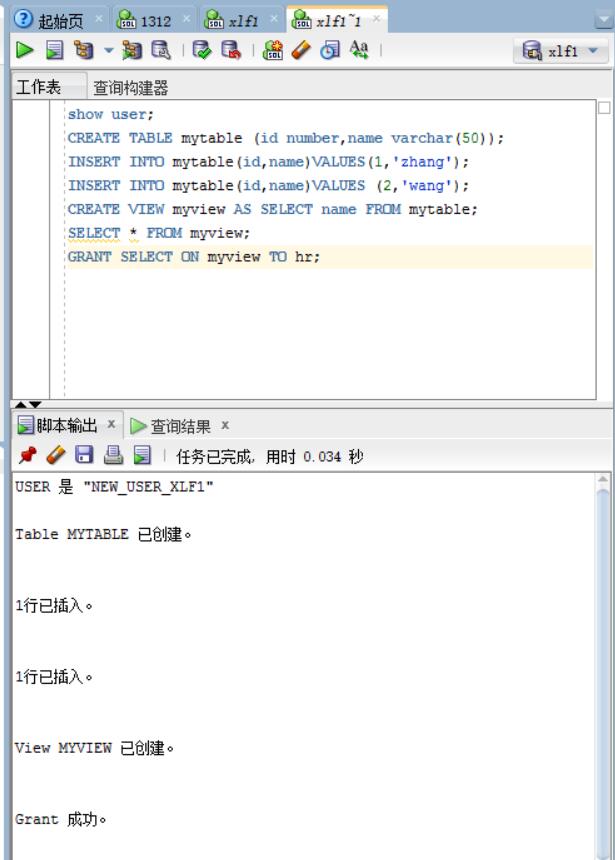 起始页 1312 xlf1 xlf1~1
xlf1
工作表 查询构建器
show user;
CREATE TABLE mytable (id number,name varchar(50));
INSERT INTO mytable(id,name)VALUES(1,'zhang');
INSERT INTO mytable(id,name)VALUES (2,'wang');
CREATE VIEW myview AS SELECT name FROM mytable;
SELECT * FROM myview;
GRANT SELECT ON myview TO hr;
脚本输出 x 查询结果 x
任务已完成, 用时 0.034 秒
USER 是 "NEW_USER_XLF1"
Table MYTABLE 已创建。
1行已插入。
1行已插入。
View MYVIEW 已创建。
Grant 成功。